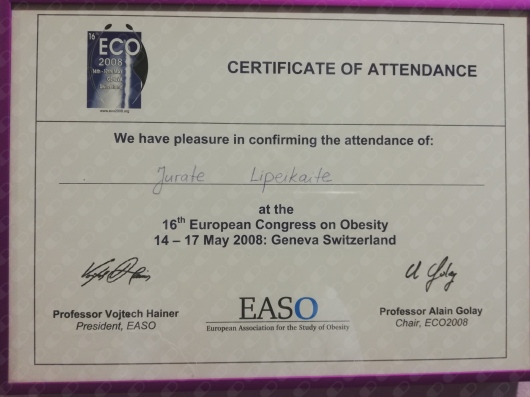 16
ECO
2008
CERTIFICATE OF ATTENDANCE
We have pleasure in confirming the attendance of:
Jurate Lipeikaite
at the
16th European Congress on Obesity
14 – 17 May 2008: Geneva Switzerland
Professor Vojtech Hainer
President, EASO
EASO
European Association for the Study of Obesity
Professor Alain Golay
Chair, ECO2008